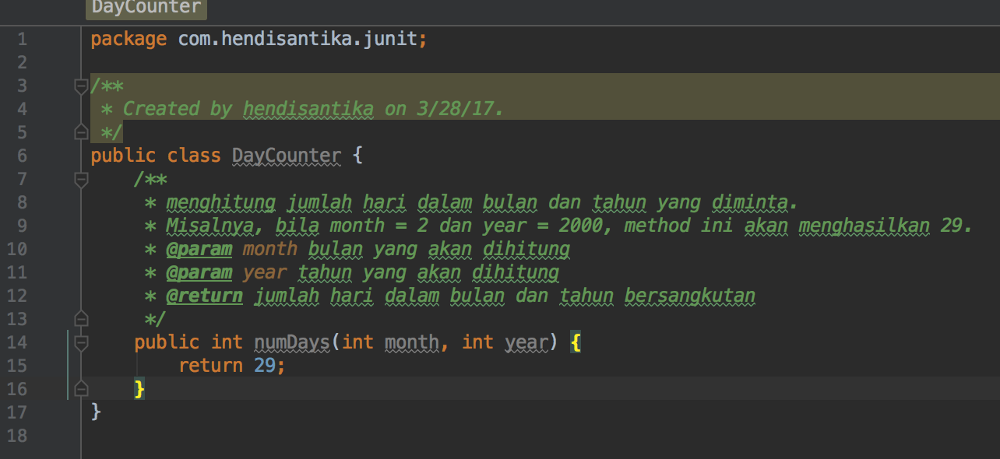 DayCounter
1 package com.hendisantika.junit;
2
3 /**
4 * Created by hendisantika on 3/28/17.
5 */
6 public class DayCounter {
7 /**
8 * menghitung jumlah hari dalam bulan dan tahun yang diminta.
9 * Misalnya, bila month = 2 dan year = 2000, method ini akan menghasilkan 29.
10 * @param month bulan yang akan dihitung
11 * @param year tahun yang akan dihitung
12 * @return jumlah hari dalam bulan dan tahun bersangkutan
13 */
14 public int numDays(int month, int year) {
15 return 29;
16 }
17 }
18